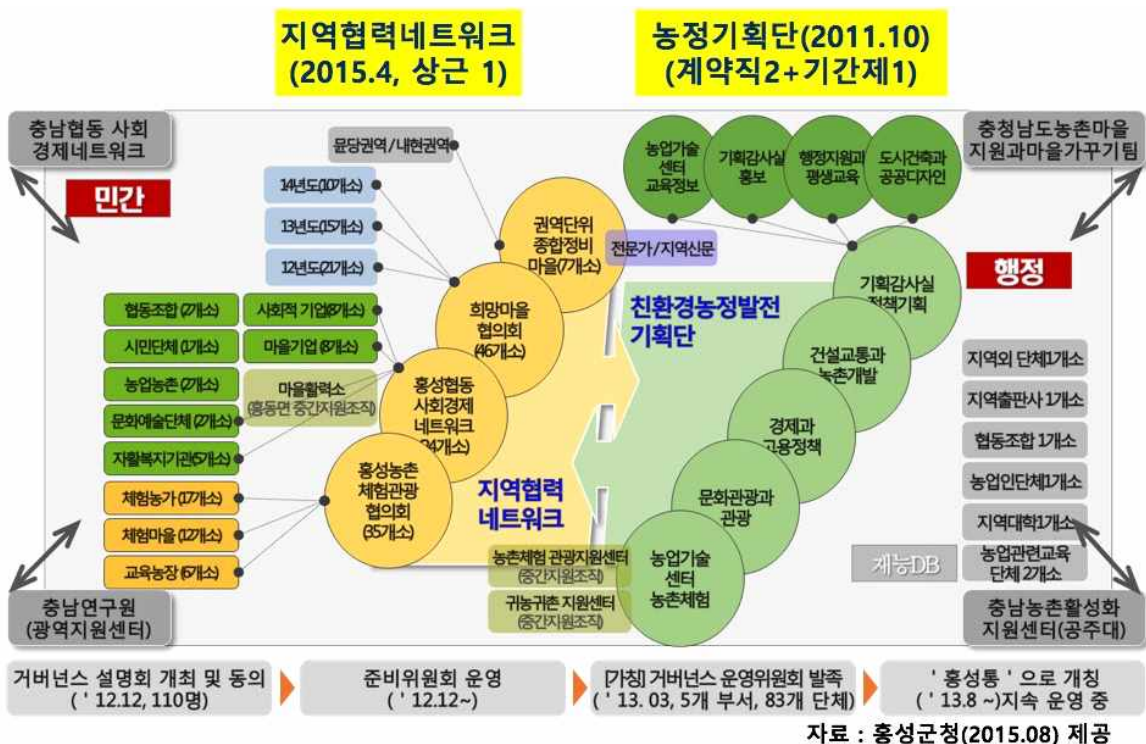 지역협력네트워크
(2015.4, 상근 1)
농정기획단(2011.10)
(계약직2+기간제1)
충남협동 사회
경제네트워크
민간
충청남도농촌마을
지원과마을가꾸기팀
행정
문당권역 / 내현권역
14년도(10개소)
13년도(15개소)
12년도(21개소)
협동조합 (2개소)
사회적 기업(8개소)
시민단체 (1개소)
마을기업 (8개소)
농업농촌 (2개소)
마을활력소
(홍동면 중간지원조직)
문화예술단체 (2개소)
자활복지기관(5개소)
체험농가 (17개소)
체험마을 (12개소)
교육농장 (6개소)
권역단위
종합정비
마을(7개소)
희망마을
협의회
(46개소)
홍성협동
사회경제
네트워크
홍성농촌
체험관광
협의회
(35개소)
지역협력
네트워크
친환경농정발전
기획단
전문가 / 지역신문
농업기술
센터
교육정보
기획감사실
홍보
행정지원과
평생교육
도시건축과
공공디자인
기획감사실
정책기획
건설교통과
농촌개발
경제과
고용정책
문화관광과
관광
농업기술
센터
농촌체험
농촌체험 관광지원센터
(중간지원조직)
귀농귀촌 지원센터
(중간지원조직)
지역외 단체1개소
지역출판사 1개소
협동조합 1개소
농업인단체1개소
지역대학1개소
농업관련교육
단체 2개소
재능DB
충남연구원
(광역지원센터)
충남농촌활성화
지원센터(공주대)
거버넌스 설명회 개최 및 동의
( ' 12.12, 110명)
준비위원회 운영
( ' 12.12~)
[가칭] 거버넌스 운영위원회 발족
( ' 13. 03, 5개 부서, 83개 단체)
' 홍성통 ' 으로 개칭
( ' 13.8 ~)지속 운영 중
자료 : 홍성군청(2015.08) 제공